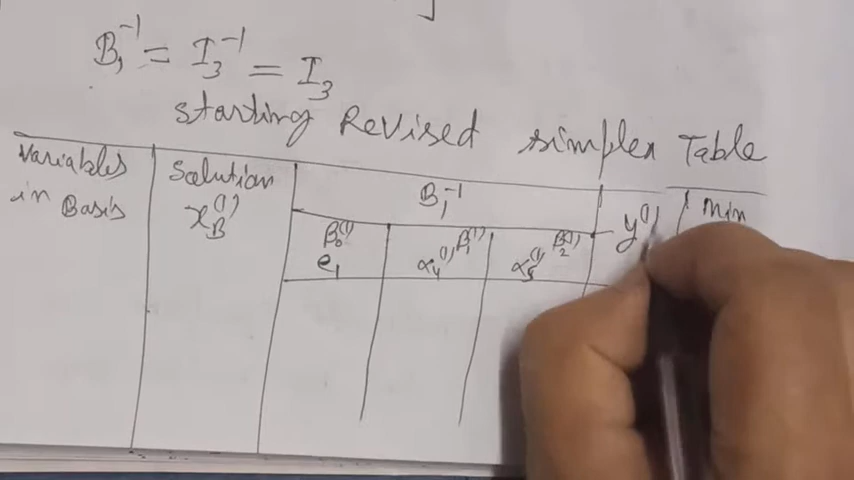 B₁⁻¹ = I₃⁻¹ = I₃
starting Revised simplex Table
Variables in Basis
Solution x_B⁽¹⁾
B₁⁻¹
y⁽¹⁾
Min
β₀⁽¹⁾ e₁
β₁⁽¹⁾ α₄⁽¹⁾
β₂⁽¹⁾ α₅⁽¹⁾